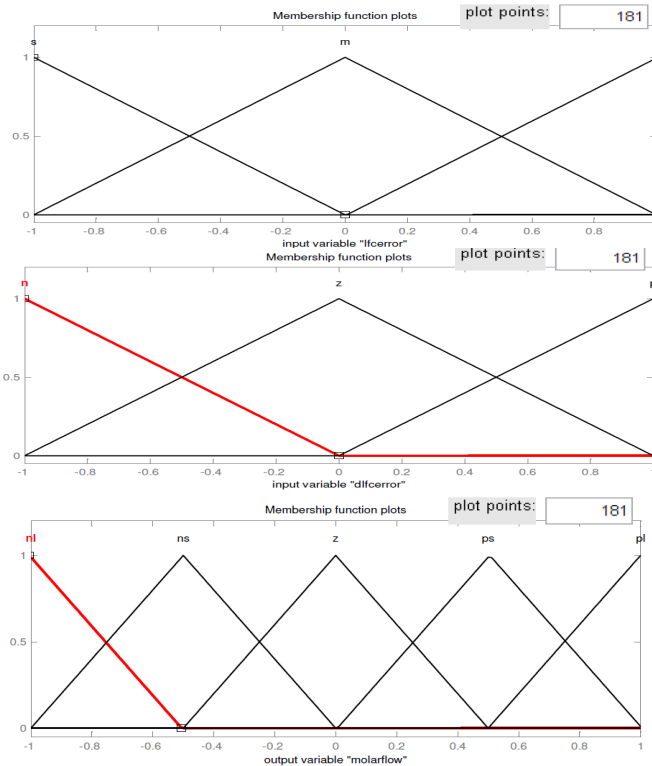 Membership function plots plot points: 181
s m
1
0.5
0
-1 -0.8 -0.6 -0.4 -0.2 0 0.2 0.4 0.6 0.8
input variable "Ifcerror"
Membership function plots plot points: 181
n z p
1
0.5
0
-1 -0.8 -0.6 -0.4 -0.2 0 0.2 0.4 0.6 0.8 1
input variable "dIfcerror"
Membership function plots plot points: 181
nl ns z ps pl
1
0.5
0
-1 -0.8 -0.6 -0.4 -0.2 0 0.2 0.4 0.6 0.8 1
output variable "molarflow"